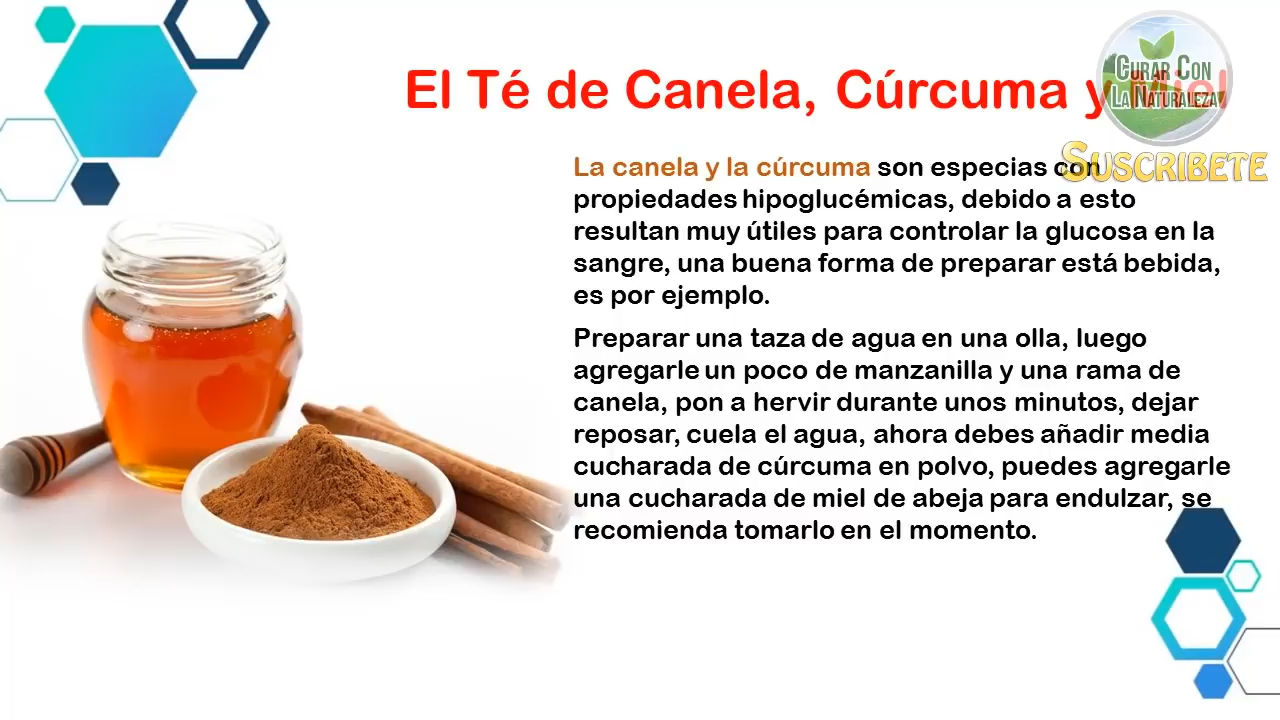 El Té de Canela, Cúrcuma y Miel
CURAR CON
LA NATURALEZA
SUSCRIBETE
La canela y la cúrcuma son especias con
propiedades hipoglucémicas, debido a esto
resultan muy útiles para controlar la glucosa en la
sangre, una buena forma de preparar está bebida,
es por ejemplo.
Preparar una taza de agua en una olla, luego
agregarle un poco de manzanilla y una rama de
canela, pon a hervir durante unos minutos, dejar
reposar, cuela el agua, ahora debes añadir media
cucharada de cúrcuma en polvo, puedes agregarle
una cucharada de miel de abeja para endulzar, se
recomienda tomarlo en el momento.